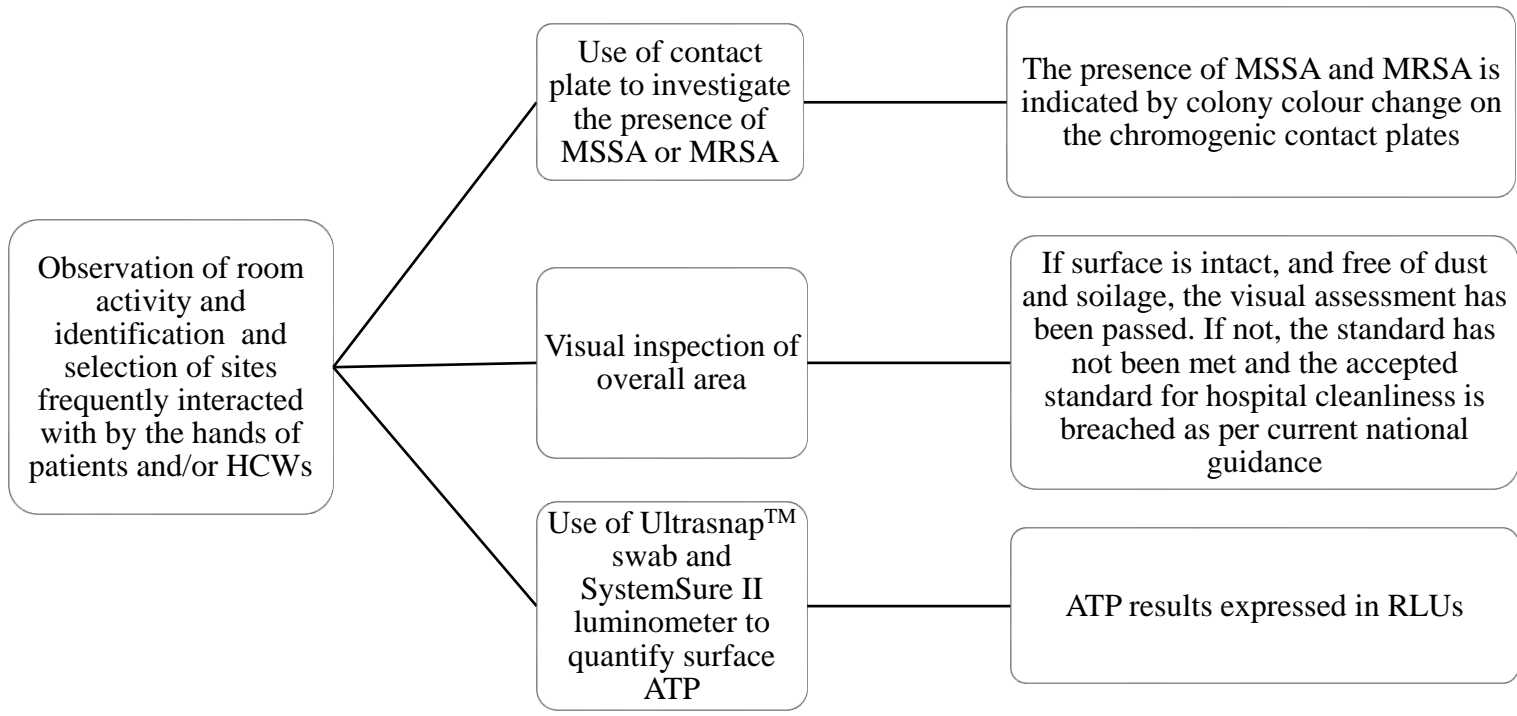 Observation of room
activity and
identification and
selection of sites
frequently interacted
with by the hands of
patients and/or HCWs
Use of contact
plate to investigate
the presence of
MSSA or MRSA
The presence of MSSA and MRSA is
indicated by colony colour change on
the chromogenic contact plates
Visual inspection of
overall area
If surface is intact, and free of dust
and soilage, the visual assessment has
been passed. If not, the standard has
not been met and the accepted
standard for hospital cleanliness is
breached as per current national
guidance
Use of Ultrasnap™
swab and
SystemSure II
luminometer to
quantify surface
ATP
ATP results expressed in RLUs